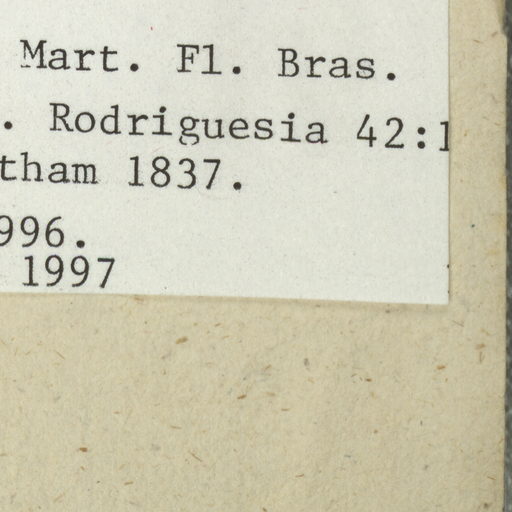 Mart. Fl. Bras.
. Rodriguesia 42:1
tham 1837.
996.
1997